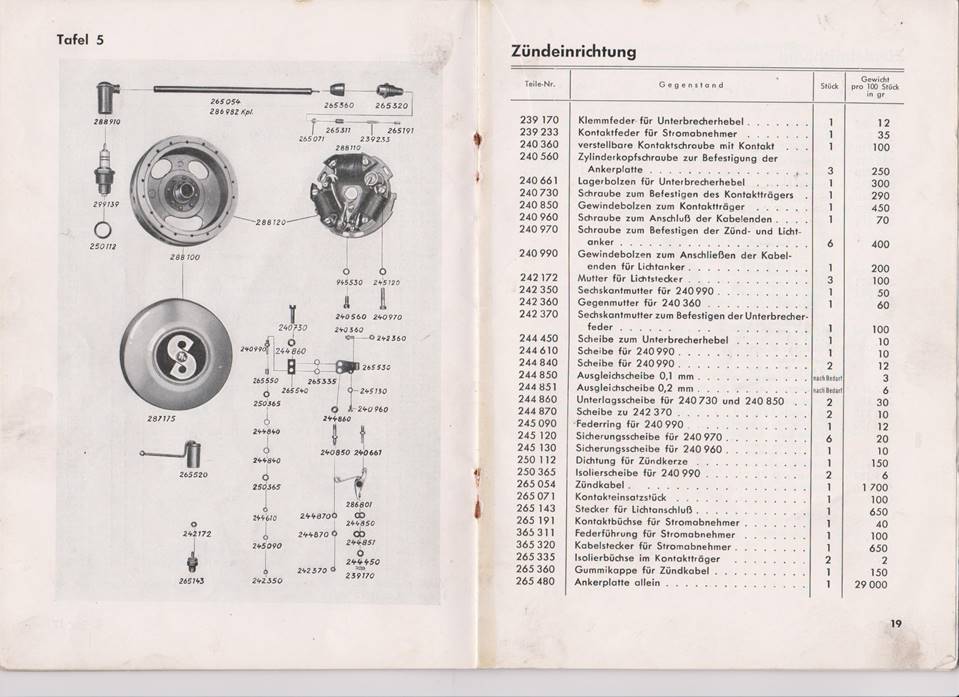 Tafel 5
265054
286982 Kpl.
265360
265320
288910
265311
265191
265071
239233
288110
299139
288120
250112
288100
945530 245120
240560 240970
240730
240360
242360
240990
244860
265530
265550
265335
265540
245130
250365
240960
244860
287175
244840
240850 240661
244840
265520
250365
286801
244870
244610
244850
242172
244870
244851
245090
244450
265143
242350
242370
239170
Zündeinrichtung
Teile-Nr. Gegenstand Stück Gewicht pro 100 Stück in gr
239 170 Klemmfeder für Unterbrecherhebel . . . . . . . 1 12
239 233 Kontaktfeder für Stromabnehmer . . . . . . . 1 35
240 360 verstellbare Kontaktschraube mit Kontakt . . . 1 100
240 560 Zylinderkopfschraube zur Befestigung der
Ankerplatte . . . . . . . . . . . . . . . . 3 250
240 661 Lagerbolzen für Unterbrecherhebel . . . . . . 1 300
240 730 Schraube zum Befestigen des Kontaktträgers . 1 290
240 850 Gewindebolzen zum Kontaktträger . . . . . . 1 450
240 960 Schraube zum Anschluß der Kabelenden . . . . 1 70
240 970 Schraube zum Befestigen der Zünd- und Licht-
anker . . . . . . . . . . . . . . . . . . . 6 400
240 990 Gewindebolzen zum Anschließen der Kabel-
enden für Lichtanker . . . . . . . . . . . . 1 200
242 172 Mutter für Lichtstecker . . . . . . . . . . . . 3 100
242 350 Sechskantmutter für 240 990 . . . . . . . . . 1 50
242 360 Gegenmutter für 240 360 . . . . . . . . . . 1 60
242 370 Sechskantmutter zum Befestigen der Unterbrecher-
feder . . . . . . . . . . . . . . . . . . . 1 100
244 450 Scheibe zum Unterbrecherhebel . . . . . . . . 1 10
244 610 Scheibe für 240 990 . . . . . . . . . . . . . 1 10
244 840 Scheibe für 240 990 . . . . . . . . . . . . . 2 12
244 850 Ausgleichscheibe 0,1 mm . . . . . . . . . . . nach Bedarf 3
244 851 Ausgleichscheibe 0,2 mm . . . . . . . . . . . nach Bedarf 6
244 860 Unterlagsscheibe für 240 730 und 240 850 . . 2 30
244 870 Scheibe zu 242 370 . . . . . . . . . . . . . 2 10
245 090 Federring für 240 990 . . . . . . . . . . . . 1 12
245 120 Sicherungsscheibe für 240 970 . . . . . . . . 6 20
245 130 Sicherungsscheibe für 240 960 . . . . . . . . 1 10
250 112 Dichtung für Zündkerze . . . . . . . . . . . 1 150
250 365 Isolierscheibe für 240 990 . . . . . . . . . . 2 6
265 054 Zündkabel . . . . . . . . . . . . . . . . . 1 1 700
265 071 Kontakteinsatzstück . . . . . . . . . . . . . 1 100
265 143 Stecker für Lichtanschluß . . . . . . . . . . . 1 650
265 191 Kontaktbüchse für Stromabnehmer . . . . . . . 1 40
365 311 Federführung für Stromabnehmer . . . . . . . 1 100
365 320 Kabelstecker für Stromabnehmer . . . . . . . . 1 650
265 335 Isolierbüchse im Kontaktträger . . . . . . . . 2 2
265 360 Gummikappe für Zündkabel . . . . . . . . . . 1 150
265 480 Ankerplatte allein . . . . . . . . . . . . . . 1 29 000
19